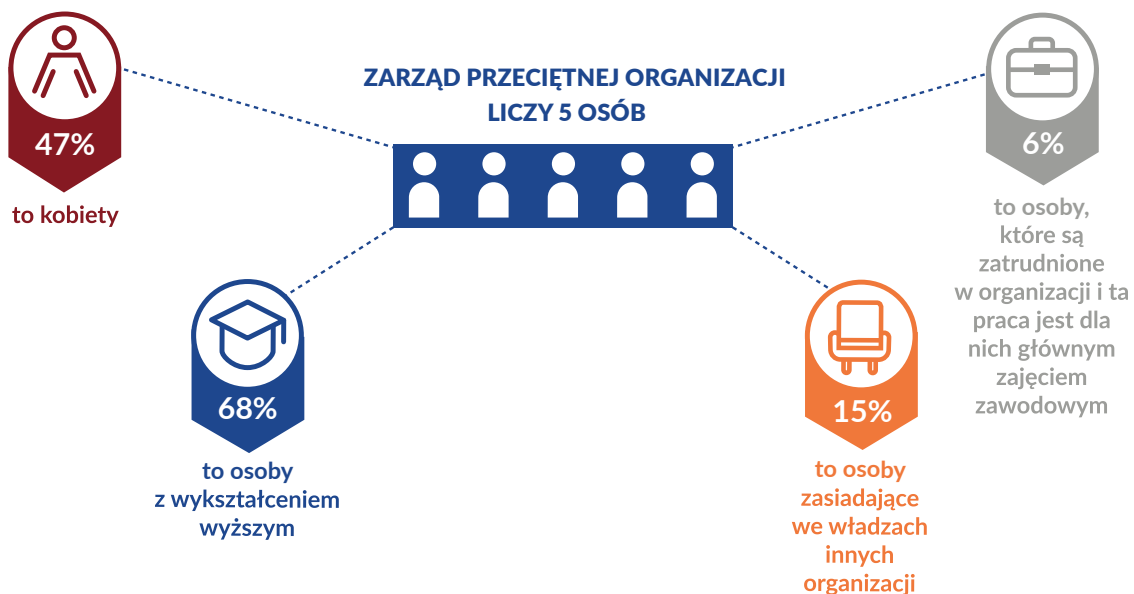 ZARZĄD PRZECIĘTNEJ ORGANIZACJI
LICZY 5 OSÓB
47%
to kobiety
68%
to osoby
z wykształceniem
wyższym
15%
to osoby
zasiadające
we władzach
innych
organizacji
6%
to osoby,
które są
zatrudnione
w organizacji i ta
praca jest dla
nich głównym
zajęciem
zawodowym